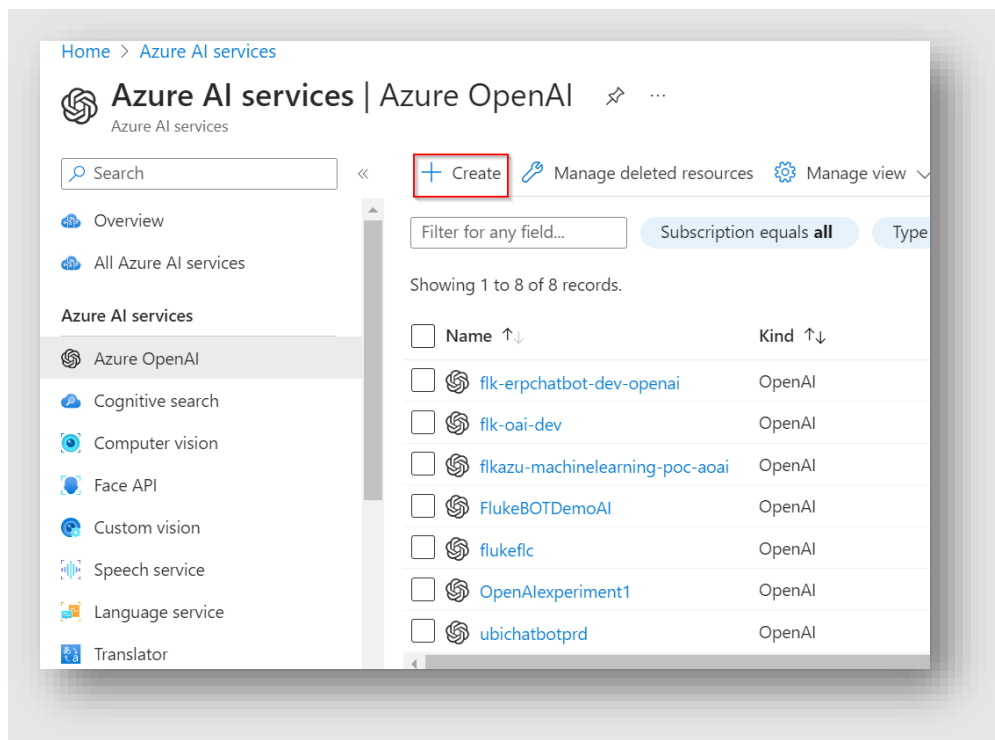 Home > Azure AI services
Azure AI services | Azure OpenAI
Azure AI services
Search
Overview
All Azure AI services
Azure AI services
Azure OpenAI
Cognitive search
Computer vision
Face API
Custom vision
Speech service
Language service
Translator
+ Create Manage deleted resources Manage view
Filter for any field... Subscription equals all Type
Showing 1 to 8 of 8 records.
Name Kind
flk-erpchatbot-dev-openai OpenAI
flk-oai-dev OpenAI
flkazu-machinelearning-poc-aoai OpenAI
FlukeBOTDemoAI OpenAI
flukeflc OpenAI
OpenAIexperiment1 OpenAI
ubichatbotprd OpenAI